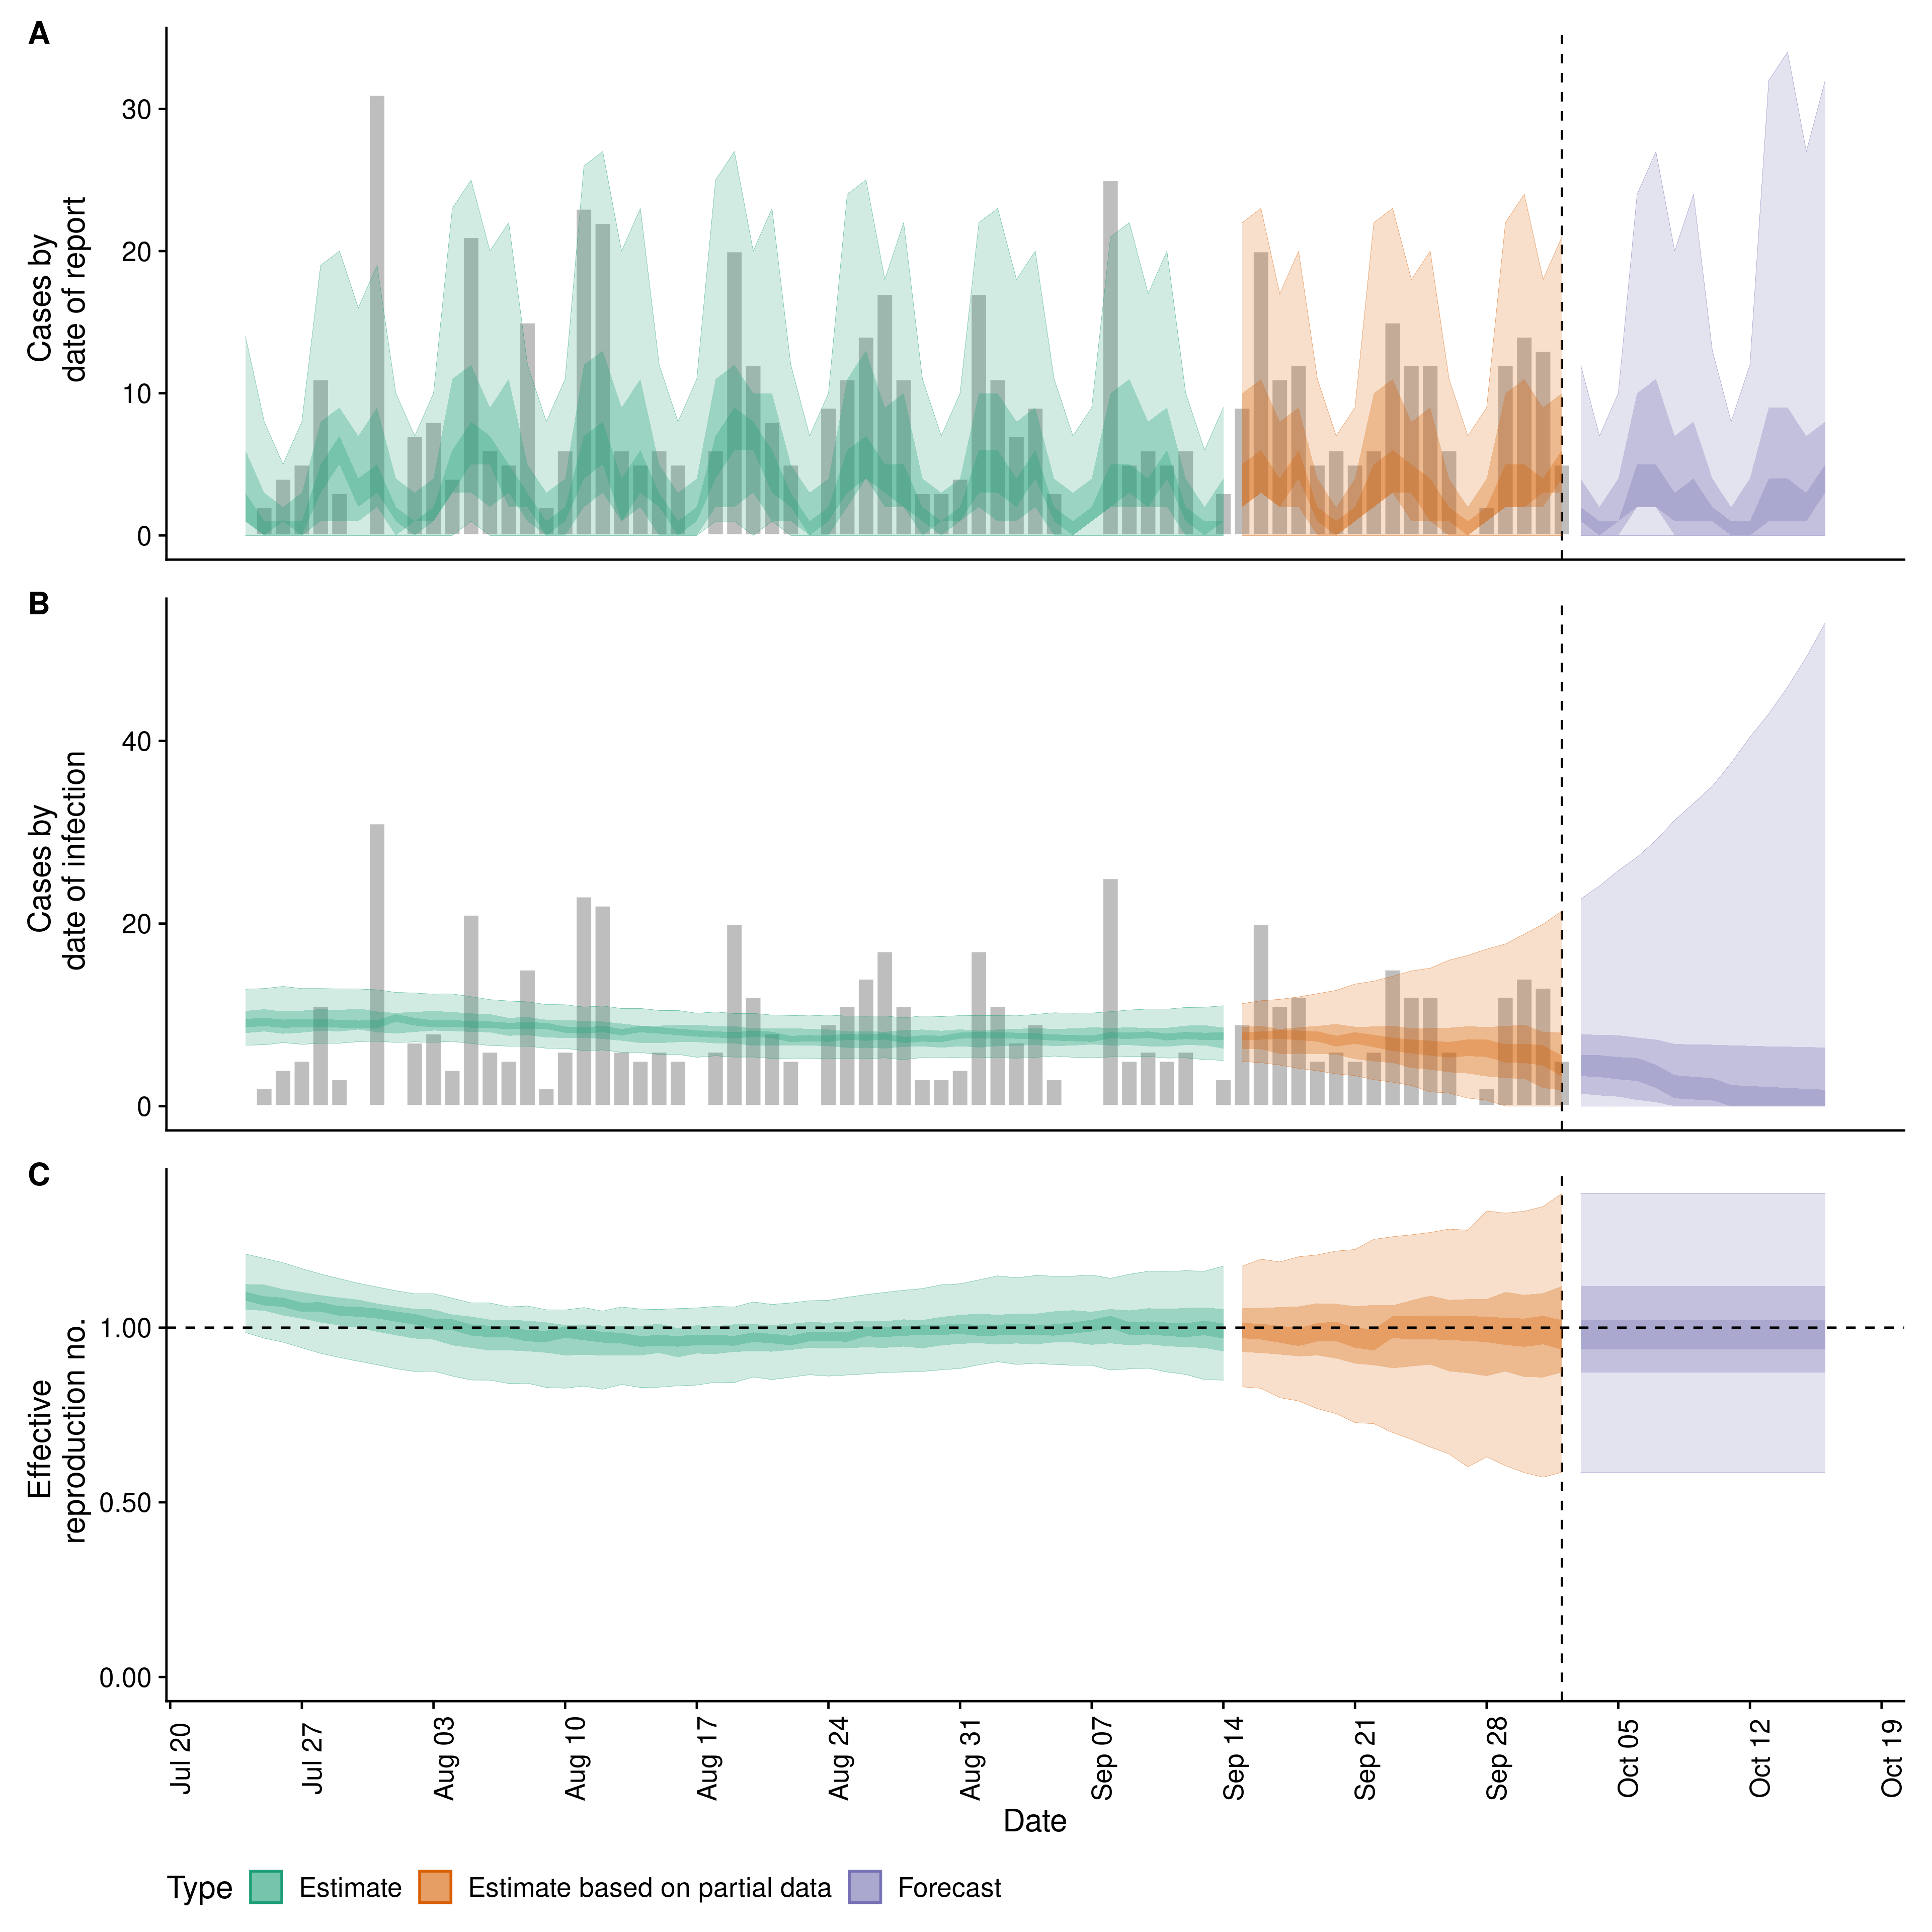 A
Cases by
date of report
30
20
10
0
B
Cases by
date of infection
40
20
0
C
Effective
reproduction no.
1.00
0.50
0.00
Jul 20
Jul 27
Aug 03
Aug 10
Aug 17
Aug 24
Aug 31
Sep 07
Sep 14
Sep 21
Sep 28
Oct 05
Oct 12
Oct 19
Date
Type
Estimate
Estimate based on partial data
Forecast